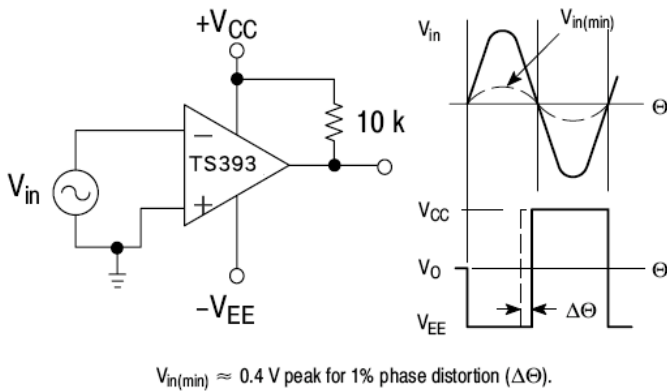 +VCC
10 k
−
TS393
+
Vin
−VEE
Vin
Vin(min)
Θ
VCC
VO
Θ
VEE
ΔΘ
Vin(min) ≈ 0.4 V peak for 1% phase distortion (ΔΘ).